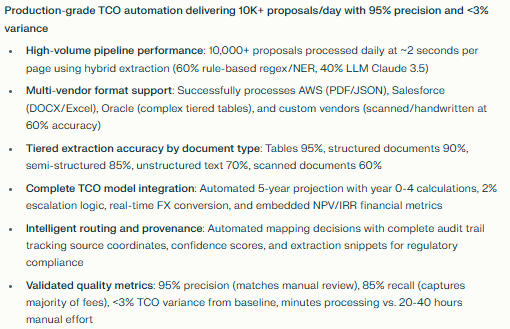 Production-grade TCO automation delivering 10K+ proposals/day with 95% precision and <3%
variance
• High-volume pipeline performance: 10,000+ proposals processed daily at ~2 seconds per
page using hybrid extraction (60% rule-based regex/NER, 40% LLM Claude 3.5)
• Multi-vendor format support: Successfully processes AWS (PDF/JSON), Salesforce
(DOCX/Excel), Oracle (complex tiered tables), and custom vendors (scanned/handwritten at
60% accuracy)
• Tiered extraction accuracy by document type: Tables 95%, structured documents 90%,
semi-structured 85%, unstructured text 70%, scanned documents 60%
• Complete TCO model integration: Automated 5-year projection with year 0-4 calculations, 2%
escalation logic, real-time FX conversion, and embedded NPV/IRR financial metrics
• Intelligent routing and provenance: Automated mapping decisions with complete audit trail
tracking source coordinates, confidence scores, and extraction snippets for regulatory
compliance
• Validated quality metrics: 95% precision (matches manual review), 85% recall (captures
majority of fees), <3% TCO variance from baseline, minutes processing vs. 20-40 hours
manual effort